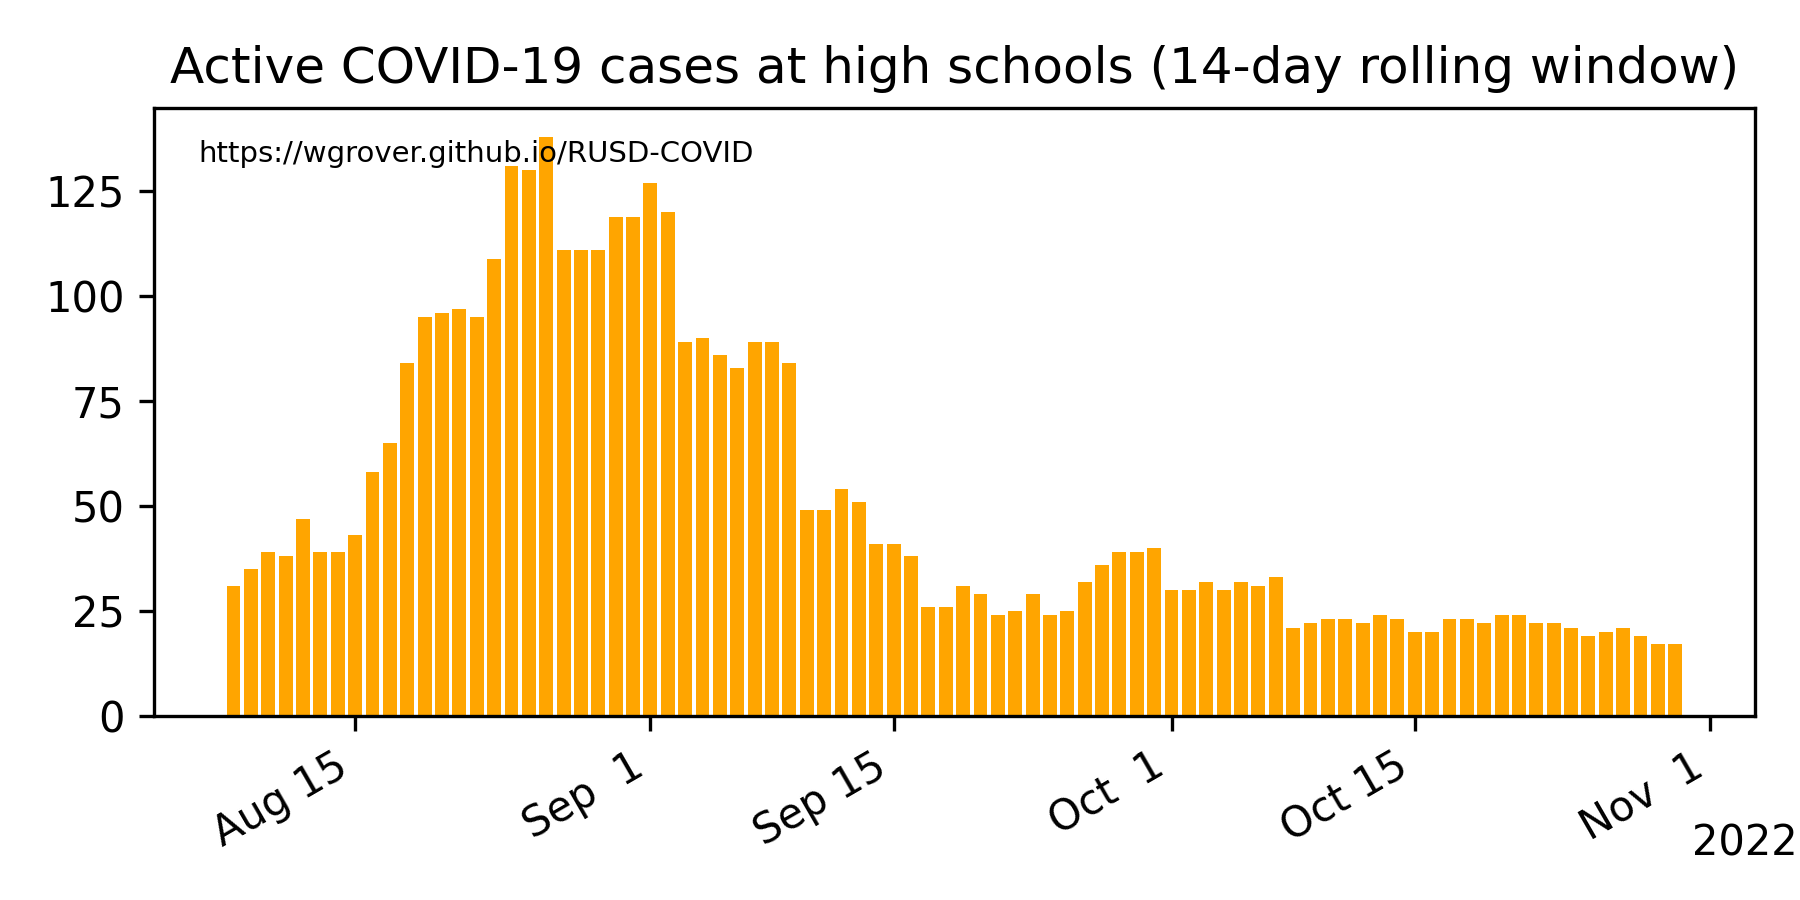 Active COVID-19 cases at high schools (14-day rolling window)
https://wgrover.github.io/RUSD-COVID
125
100
75
50
25
0
Aug 15
Sep 1
Sep 15
Oct 1
Oct 15
Nov 1
2022